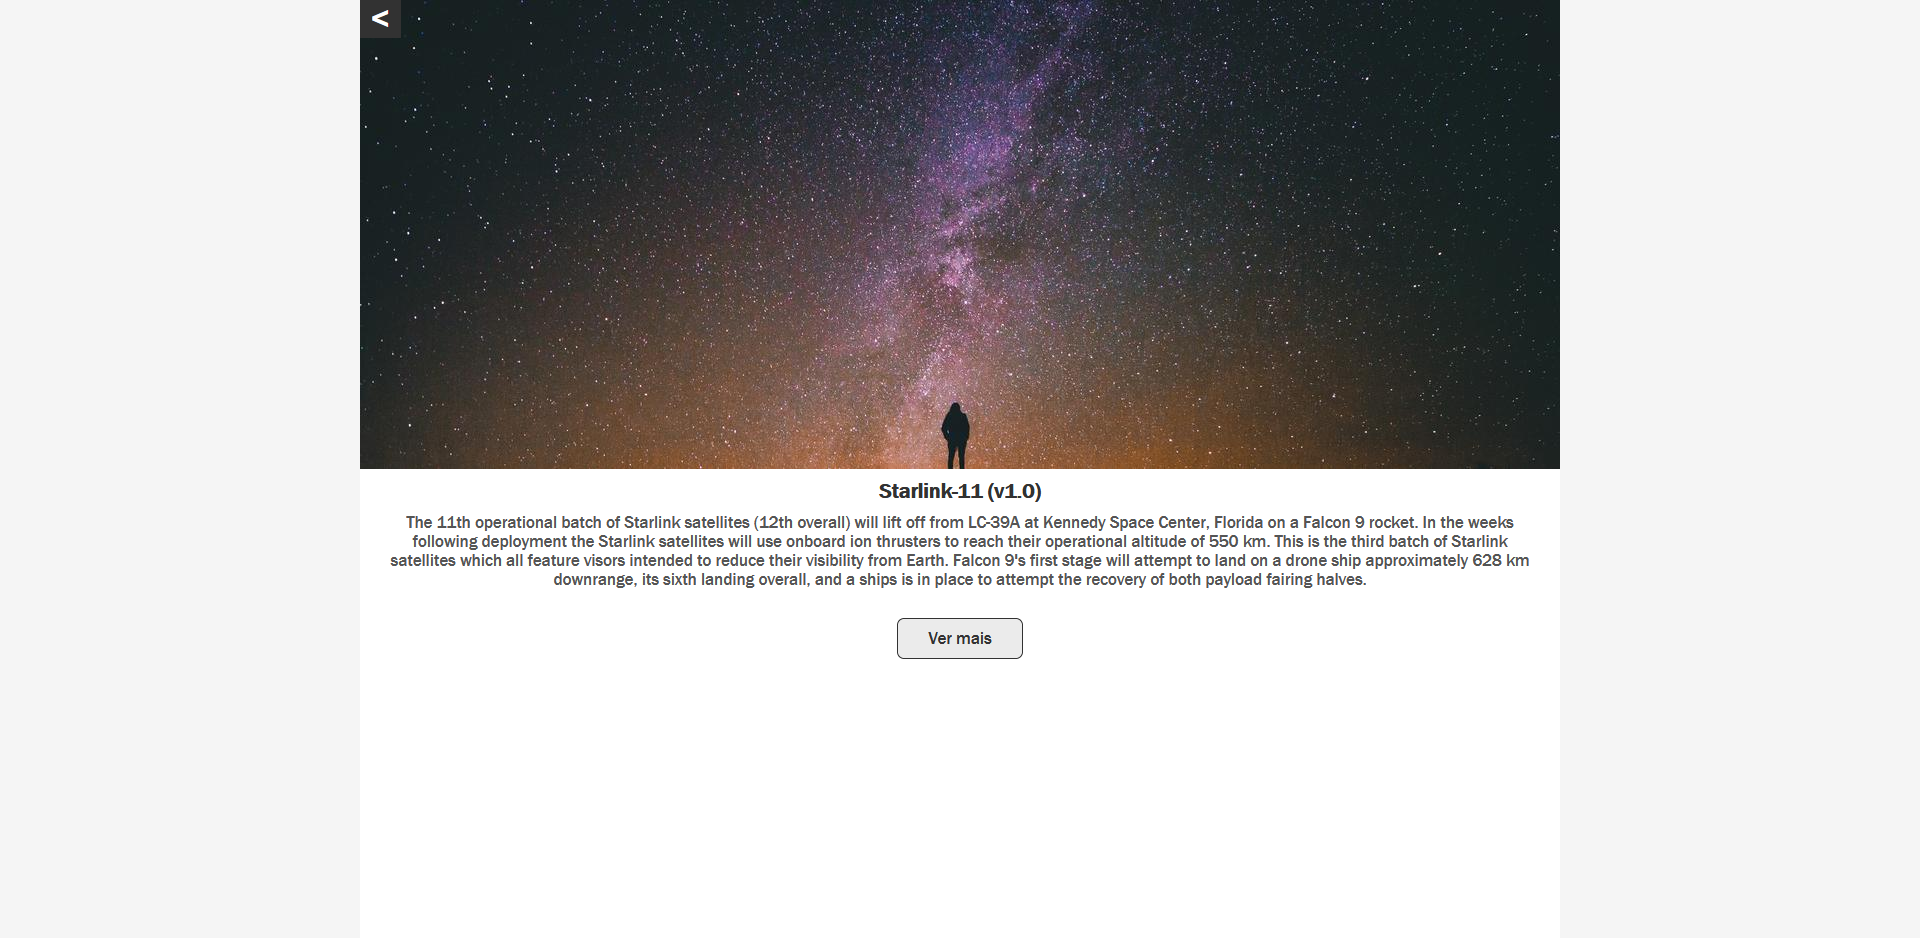 <
Starlink-11 (v1.0)
The 11th operational batch of Starlink satellites (12th overall) will lift off from LC-39A at Kennedy Space Center, Florida on a Falcon 9 rocket. In the weeks
following deployment the Starlink satellites will use onboard ion thrusters to reach their operational altitude of 550 km. This is the third batch of Starlink
satellites which all feature visors intended to reduce their visibility from Earth. Falcon 9's first stage will attempt to land on a drone ship approximately 628 km
downrange, its sixth landing overall, and a ships is in place to attempt the recovery of both payload fairing halves.
Ver mais